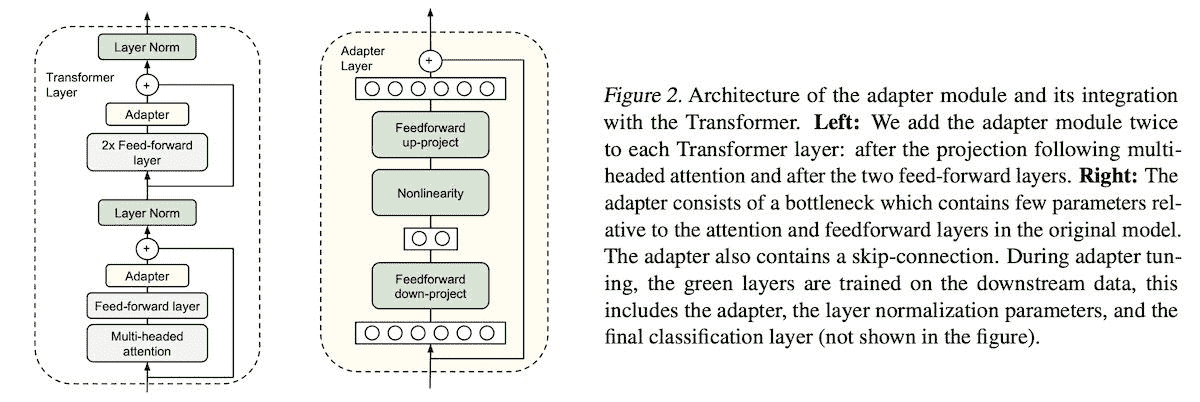 Layer Norm
Transformer
Layer
+
Adapter
2x Feed-forward
layer
Layer Norm
+
Adapter
Feed-forward layer
Multi-headed
attention
Adapter
Layer
+
Feedforward
up-project
Nonlinearity
Feedforward
down-project
Figure 2. Architecture of the adapter module and its integration
with the Transformer. Left: We add the adapter module twice
to each Transformer layer: after the projection following multi-
headed attention and after the two feed-forward layers. Right: The
adapter consists of a bottleneck which contains few parameters rel-
ative to the attention and feedforward layers in the original model.
The adapter also contains a skip-connection. During adapter tun-
ing, the green layers are trained on the downstream data, this
includes the adapter, the layer normalization parameters, and the
final classification layer (not shown in the figure).